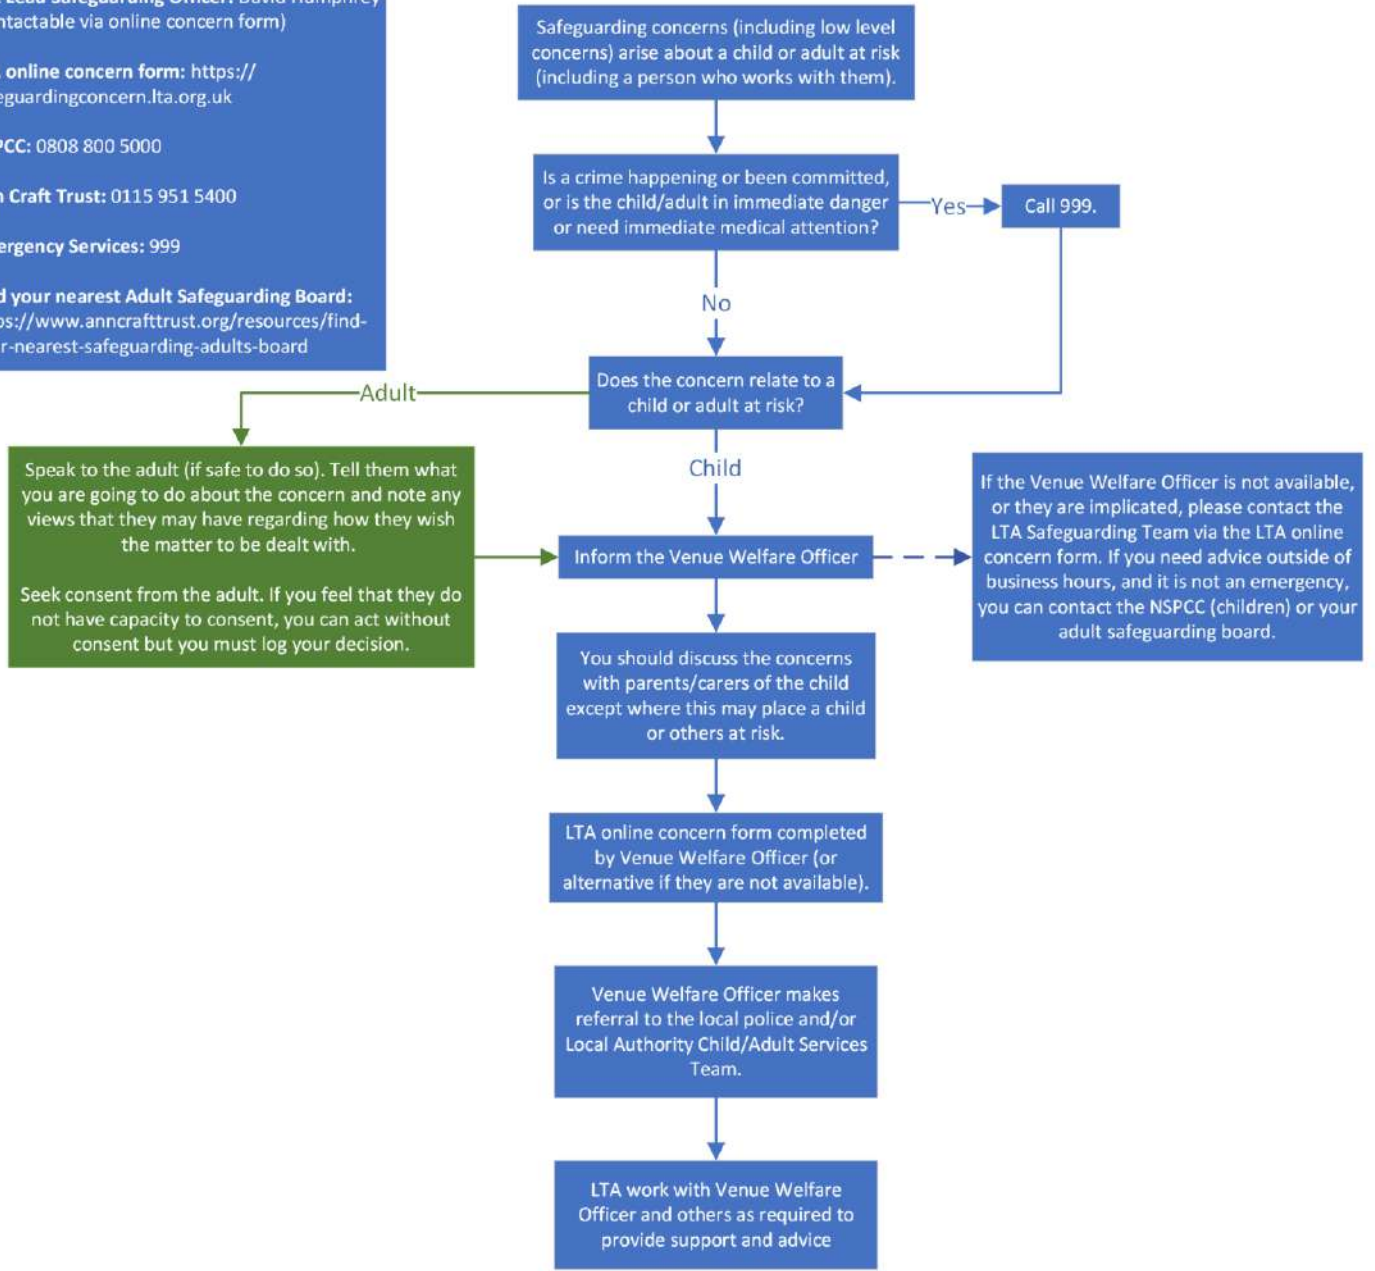 Lead Safeguarding Officer: David Humphrey
ntactable via online concern form)
online concern form: https://
eguardingconcern.lta.org.uk
PCC: 0808 800 5000
n Craft Trust: 0115 951 5400
ergency Services: 999
d your nearest Adult Safeguarding Board:
ps://www.anncrafttrust.org/resources/find-
r-nearest-safeguarding-adults-board
Safeguarding concerns (including low level
concerns) arise about a child or adult at risk
(including a person who works with them).
Is a crime happening or been committed,
or is the child/adult in immediate danger
or need immediate medical attention?
Yes
Call 999.
No
Does the concern relate to a
child or adult at risk?
Adult
Child
Speak to the adult (if safe to do so). Tell them what
you are going to do about the concern and note any
views that they may have regarding how they wish
the matter to be dealt with.
Seek consent from the adult. If you feel that they do
not have capacity to consent, you can act without
consent but you must log your decision.
Inform the Venue Welfare Officer
If the Venue Welfare Officer is not available,
or they are implicated, please contact the
LTA Safeguarding Team via the LTA online
concern form. If you need advice outside of
business hours, and it is not an emergency,
you can contact the NSPCC (children) or your
adult safeguarding board.
You should discuss the concerns
with parents/carers of the child
except where this may place a child
or others at risk.
LTA online concern form completed
by Venue Welfare Officer (or
alternative if they are not available).
Venue Welfare Officer makes
referral to the local police and/or
Local Authority Child/Adult Services
Team.
LTA work with Venue Welfare
Officer and others as required to
provide support and advice